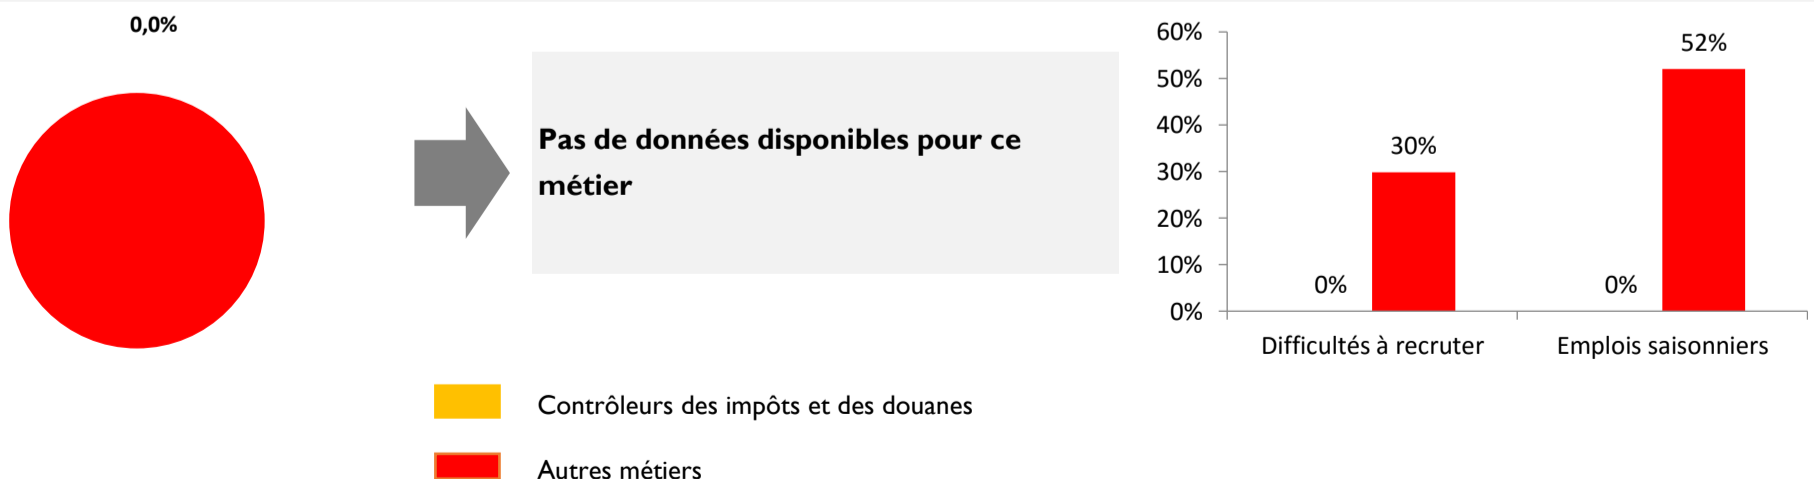 0,0%
Pas de données disponibles pour ce
métier
Contrôleurs des impôts et des douanes
Autres métiers
60%
50%
40%
30%
20%
10%
0%
0%
30%
0%
52%
Difficultés à recruter
Emplois saisonniers